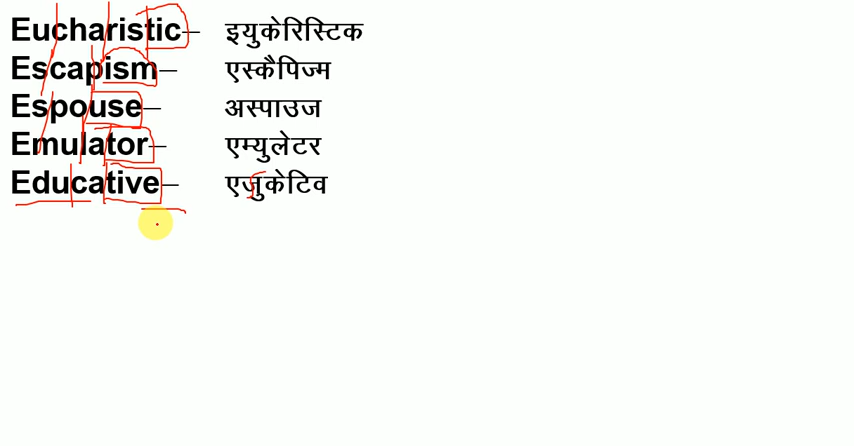 Eucharistic– इयुकेरिस्टिक
Escapism– एस्कैपिज्म
Espouse– अस्पाउज
Emulator– एम्युलेटर
Educative– एजुकेटिव